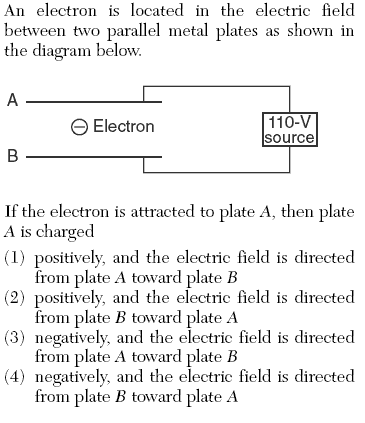 An electron is located in the electric field
between two parallel metal plates as shown in
the diagram below.
A
Electron
110-V
source
B
If the electron is attracted to plate A, then plate
A is charged
(1) positively, and the electric field is directed
from plate A toward plate B
(2) positively, and the electric field is directed
from plate B toward plate A
(3) negatively, and the electric field is directed
from plate A toward plate B
(4) negatively, and the electric field is directed
from plate B toward plate A